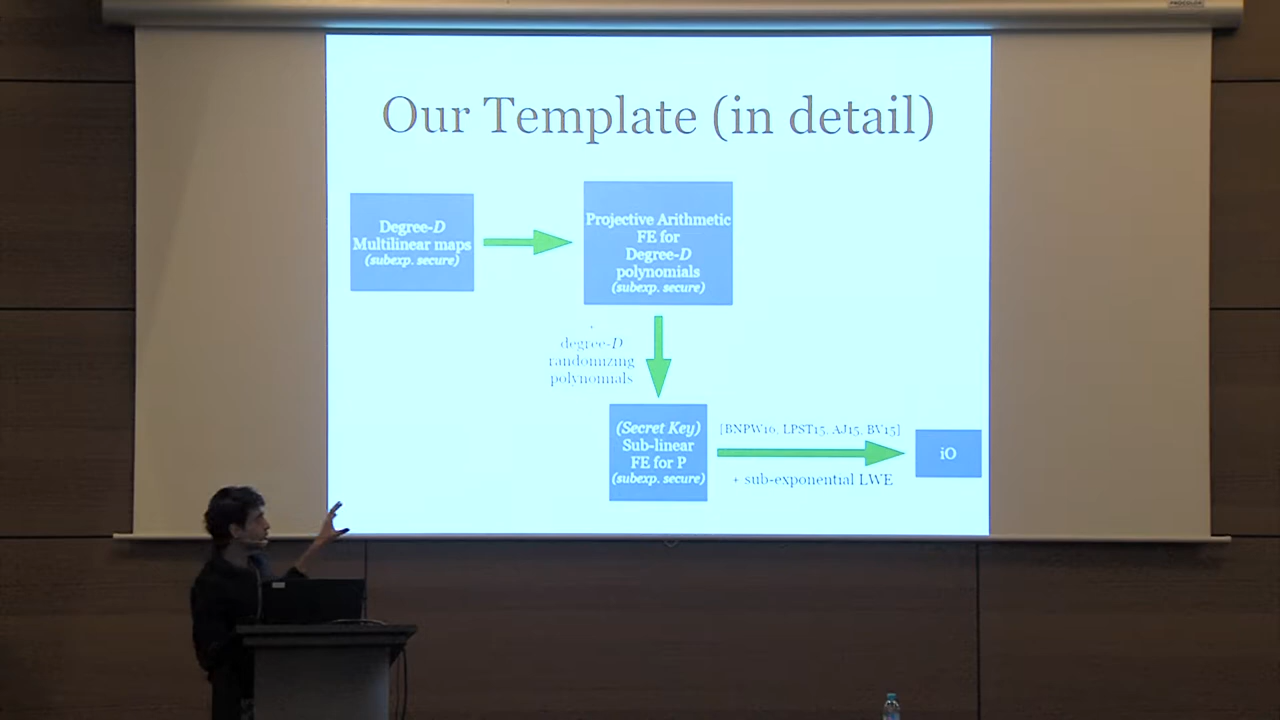 Our Template (in detail)
Degree-D
Multilinear maps
(subexp. secure)
Projective Arithmetic
FE for
Degree-D
polynomials
(subexp. secure)
degree-D
randomizing
polynomials
(Secret Key)
Sub-linear
FE for P
(subexp. secure)
[BNPW16, LPST15, AJ15, BV15]
+ sub-exponential LWE
iO